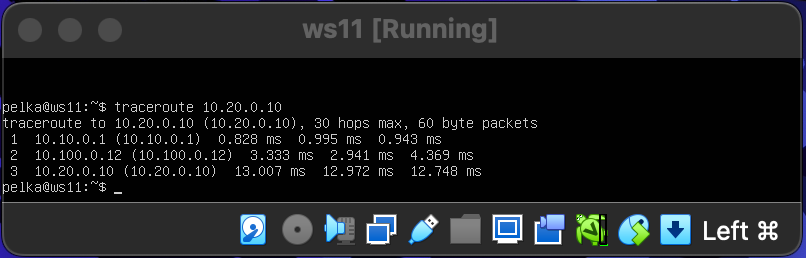 ws11 [Running]
pelka@ws11:~$ traceroute 10.20.0.10
traceroute to 10.20.0.10 (10.20.0.10), 30 hops max, 60 byte packets
 1  10.10.0.1 (10.10.0.1)  0.828 ms  0.995 ms  0.943 ms
 2  10.100.0.12 (10.100.0.12)  3.333 ms  2.941 ms  4.369 ms
 3  10.20.0.10 (10.20.0.10)  13.007 ms  12.972 ms  12.748 ms
pelka@ws11:~$ _
Left ⌘